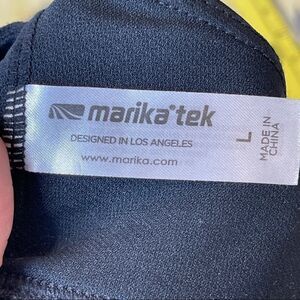 marika*tek
DESIGNED IN LOS ANGELES
www.marika.com
L
MADE IN
CHINA